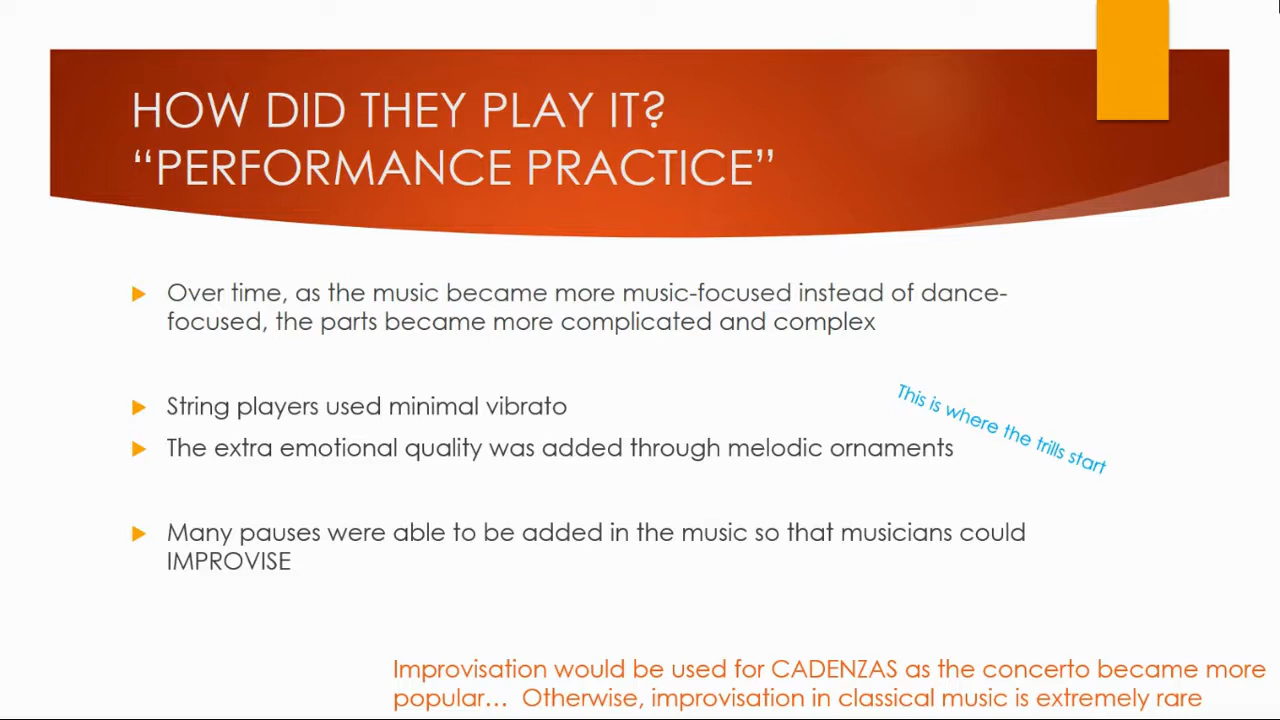 HOW DID THEY PLAY IT?
“PERFORMANCE PRACTICE”
Over time, as the music became more music-focused instead of dance-
focused, the parts became more complicated and complex
String players used minimal vibrato
This is where the trills start
The extra emotional quality was added through melodic ornaments
Many pauses were able to be added in the music so that musicians could
IMPROVISE
Improvisation would be used for CADENZAS as the concerto became more
popular… Otherwise, improvisation in classical music is extremely rare